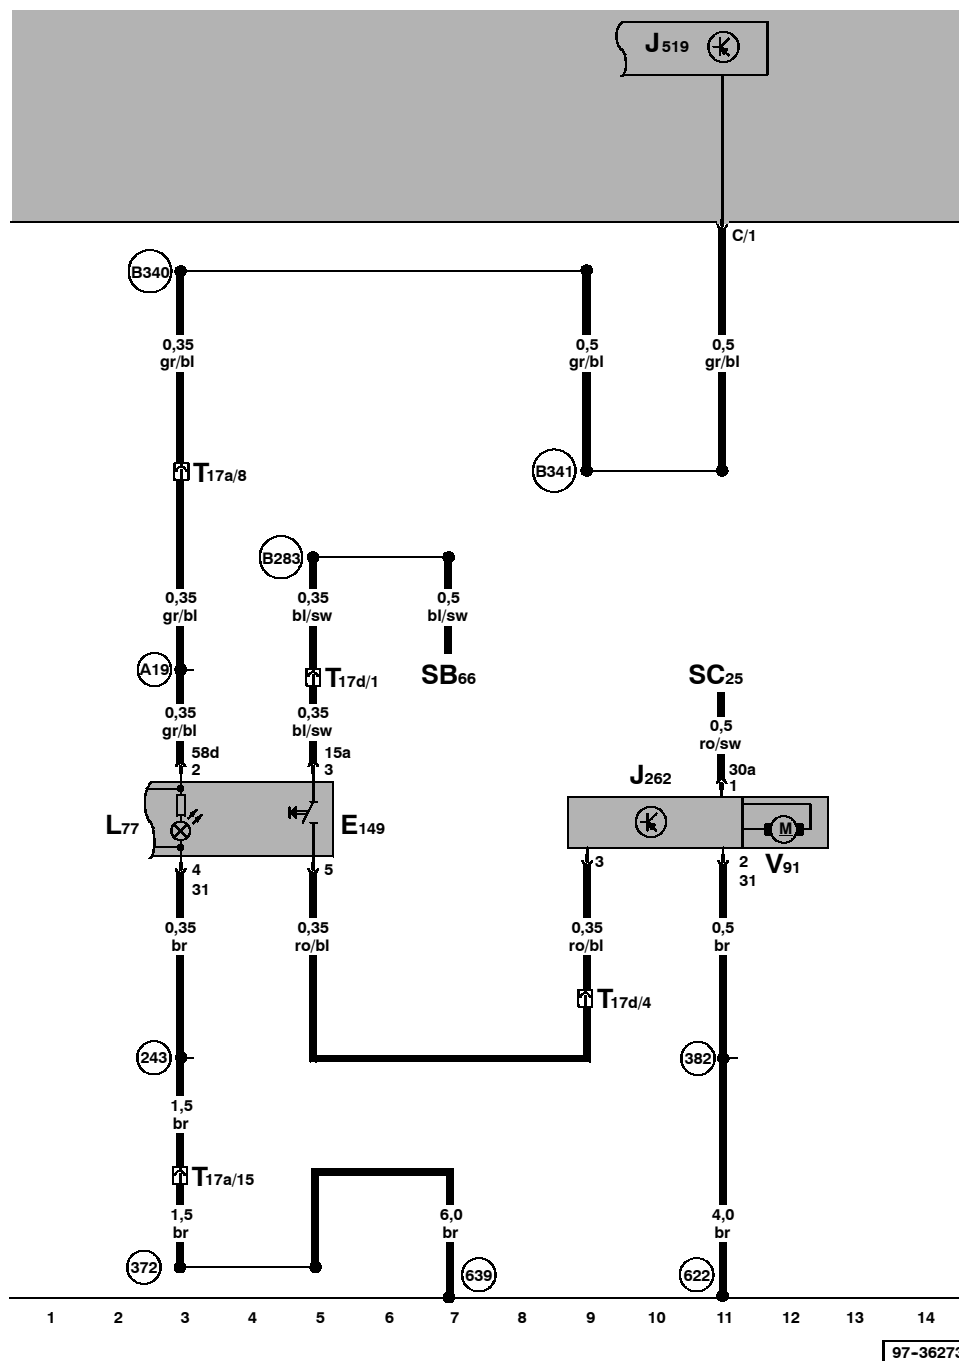 J519
C/1
B340
0,35
gr/bl
0,5
gr/bl
0,5
gr/bl
T17a/8
B341
B283
0,35
gr/bl
0,35
bl/sw
0,5
bl/sw
A19
T17d/1
SB66
SC25
0,35
gr/bl
0,35
bl/sw
0,5
ro/sw
58d
2
15a
3
30a
1
J262
L77
E149
M
V91
4
31
5
3
2
31
0,35
br
0,35
ro/bl
0,35
ro/bl
0,5
br
T17d/4
243
382
1,5
br
T17a/15
1,5
br
6,0
br
4,0
br
372
639
622
1 2 3 4 5 6 7 8 9 10 11 12 13 14
97-36273